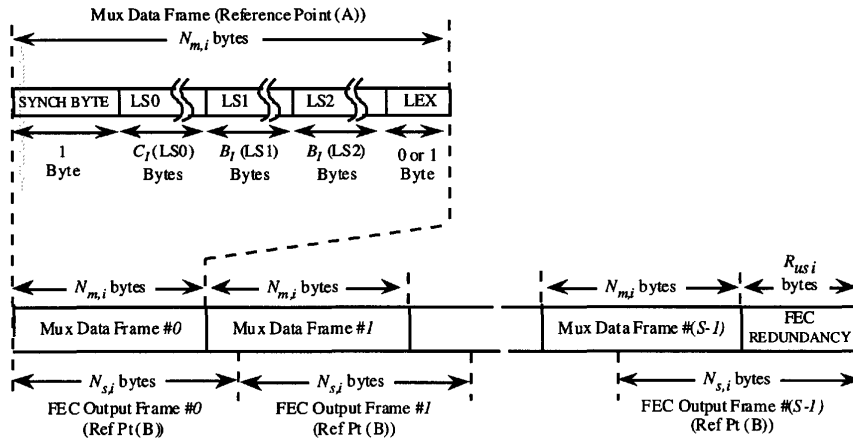 Mux Data Frame (Reference Point (A))
N_{m,i} bytes
SYNCH BYTE LS0 LS1 LS2 LEX
1 C_I (LS0) B_I (LS1) B_I (LS2) 0 or 1
Byte Bytes Bytes Bytes Byte
R_{us i}
N_{m,i} bytes N_{m,i} bytes N_{m,i} bytes bytes
Mux Data Frame #0 Mux Data Frame #1 Mux Data Frame #(S-1) FEC
REDUNDANCY
N_{s,i} bytes N_{s,i} bytes N_{s,i} bytes
FEC Output Frame #0 FEC Output Frame #1 FEC Output Frame #(S-1)
(Ref Pt (B)) (Ref Pt (B)) (Ref Pt (B))